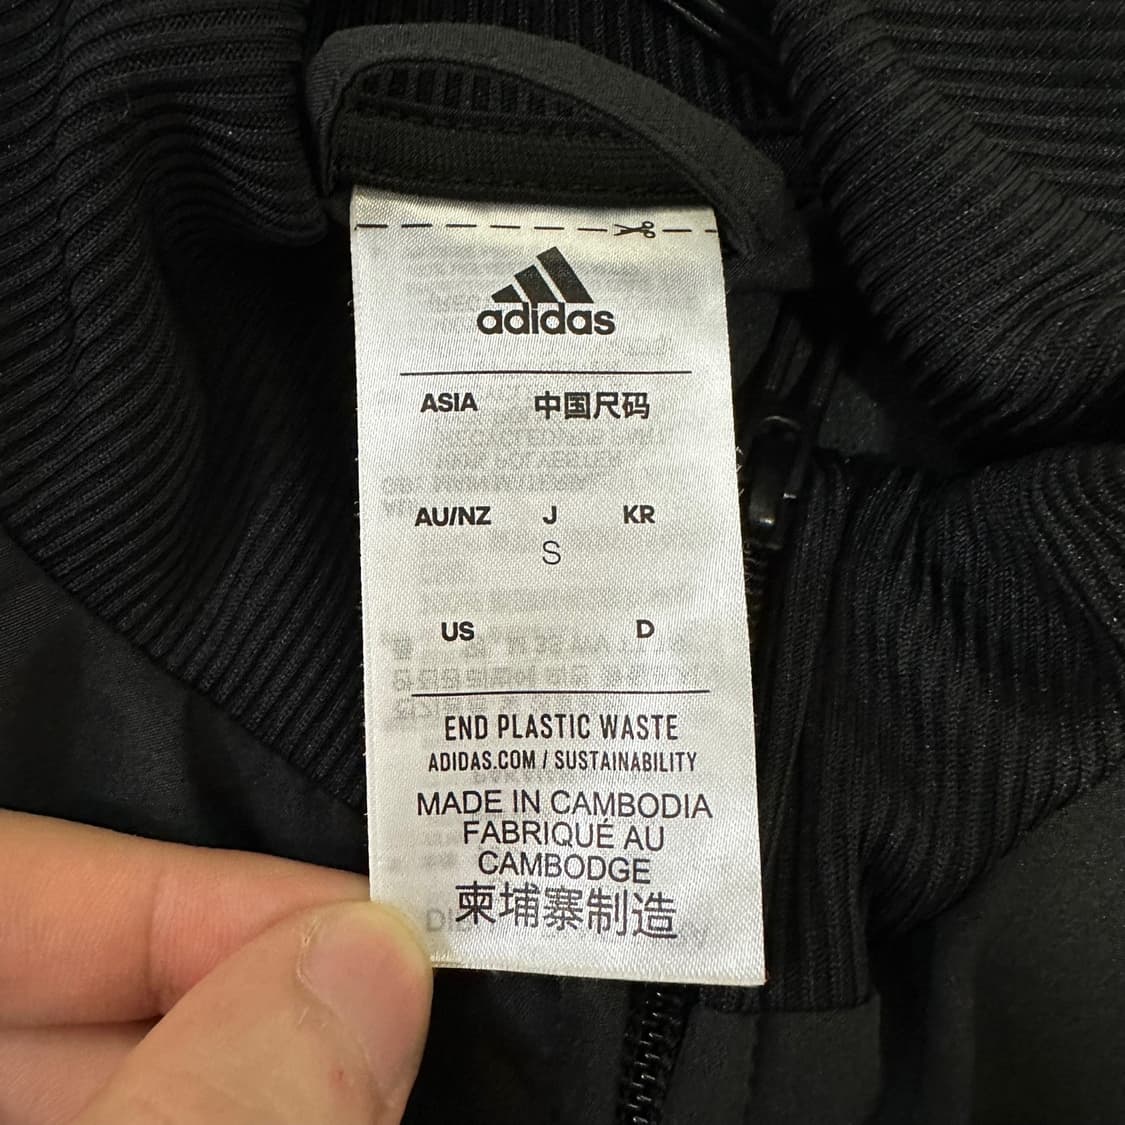 adidas
ASIA 中国尺码
AU/NZ J KR
S
US D
END PLASTIC WASTE
ADIDAS.COM / SUSTAINABILITY
MADE IN CAMBODIA
FABRIQUÉ AU
CAMBODGE
柬埔寨制造